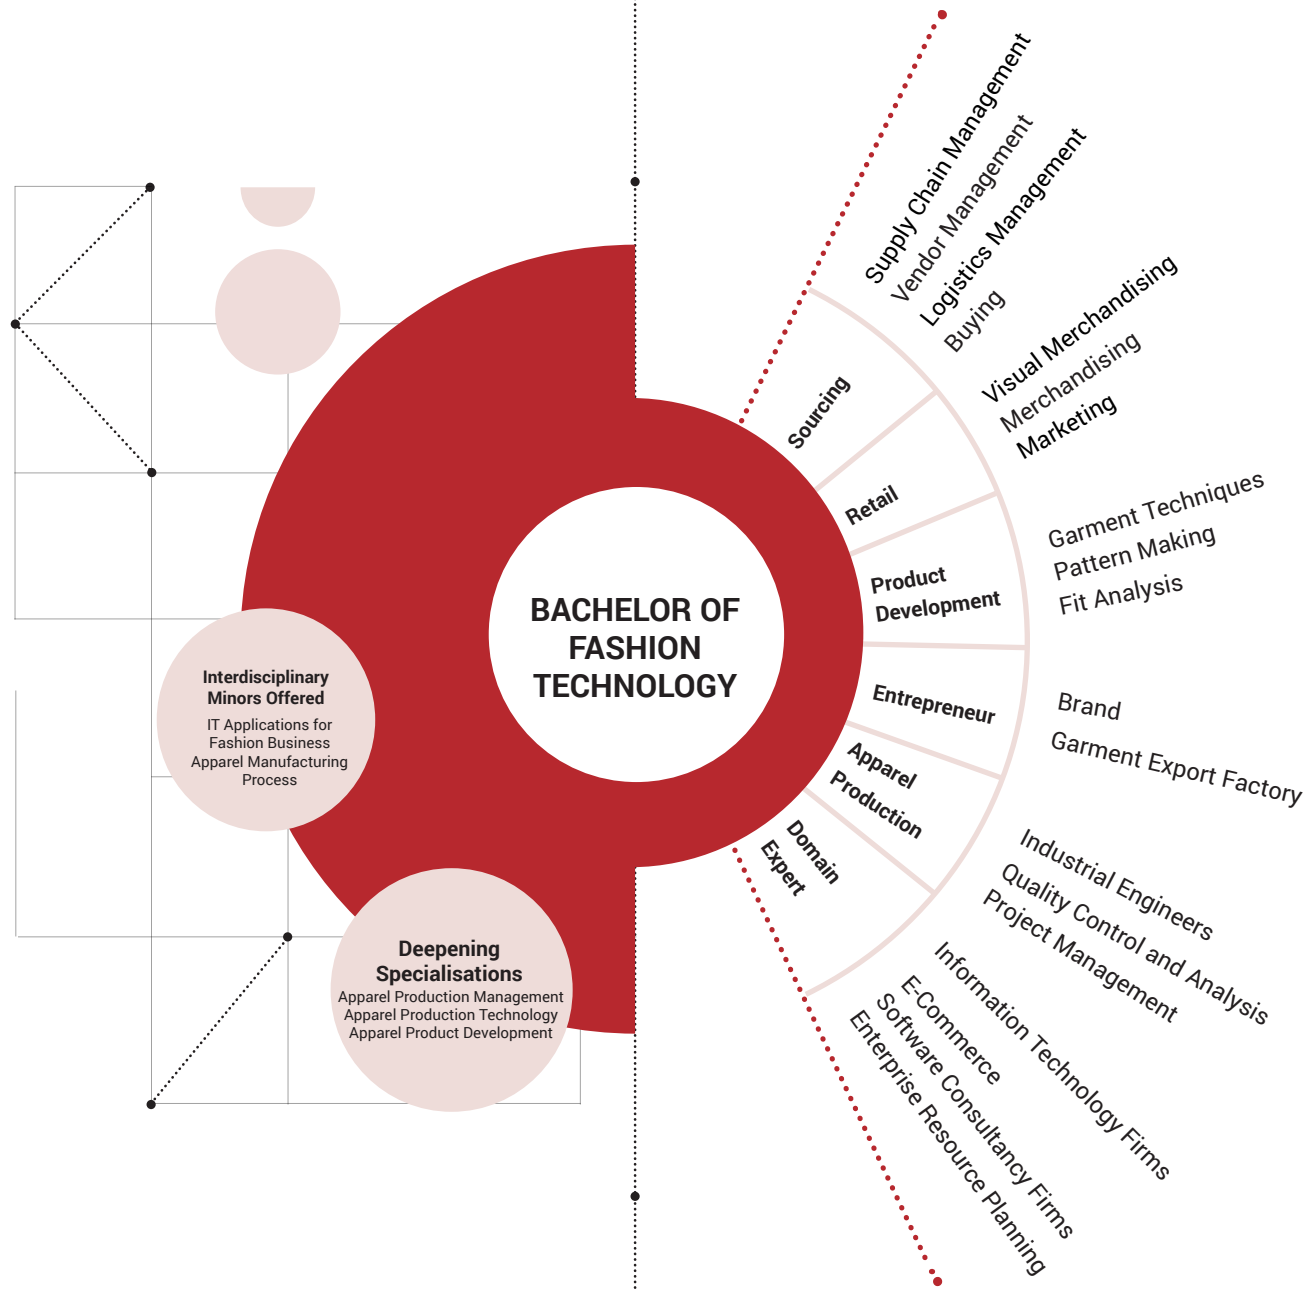 BACHELOR OF
FASHION
TECHNOLOGY
Interdisciplinary
Minors Offered
IT Applications for
Fashion Business
Apparel Manufacturing
Process
Deepening
Specialisations
Apparel Production Management
Apparel Production Technology
Apparel Product Development
Sourcing
Supply Chain Management
Vendor Management
Logistics Management
Buying
Retail
Visual Merchandising
Merchandising
Marketing
Product
Development
Garment Techniques
Pattern Making
Fit Analysis
Entrepreneur
Brand
Garment Export Factory
Apparel
Production
Industrial Engineers
Quality Control and Analysis
Project Management
Domain
Expert
Information Technology Firms
E-Commerce
Software Consultancy Firms
Enterprise Resource Planning